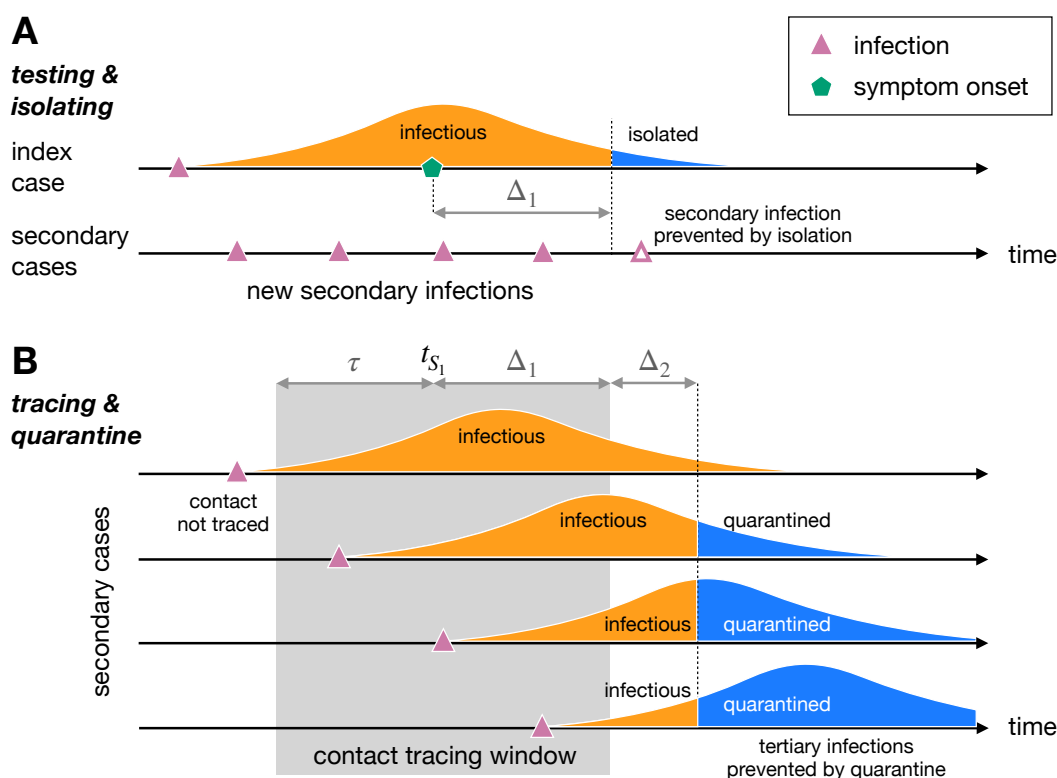 A
testing &
isolating
infection
symptom onset
infectious
isolated
index
case
Δ1
secondary infection
prevented by isolation
secondary
cases
time
new secondary infections
B
τ
tS1
Δ1
Δ2
tracing &
quarantine
infectious
contact
not traced
infectious
quarantined
secondary cases
infectious
quarantined
infectious
quarantined
time
contact tracing window
tertiary infections
prevented by quarantine